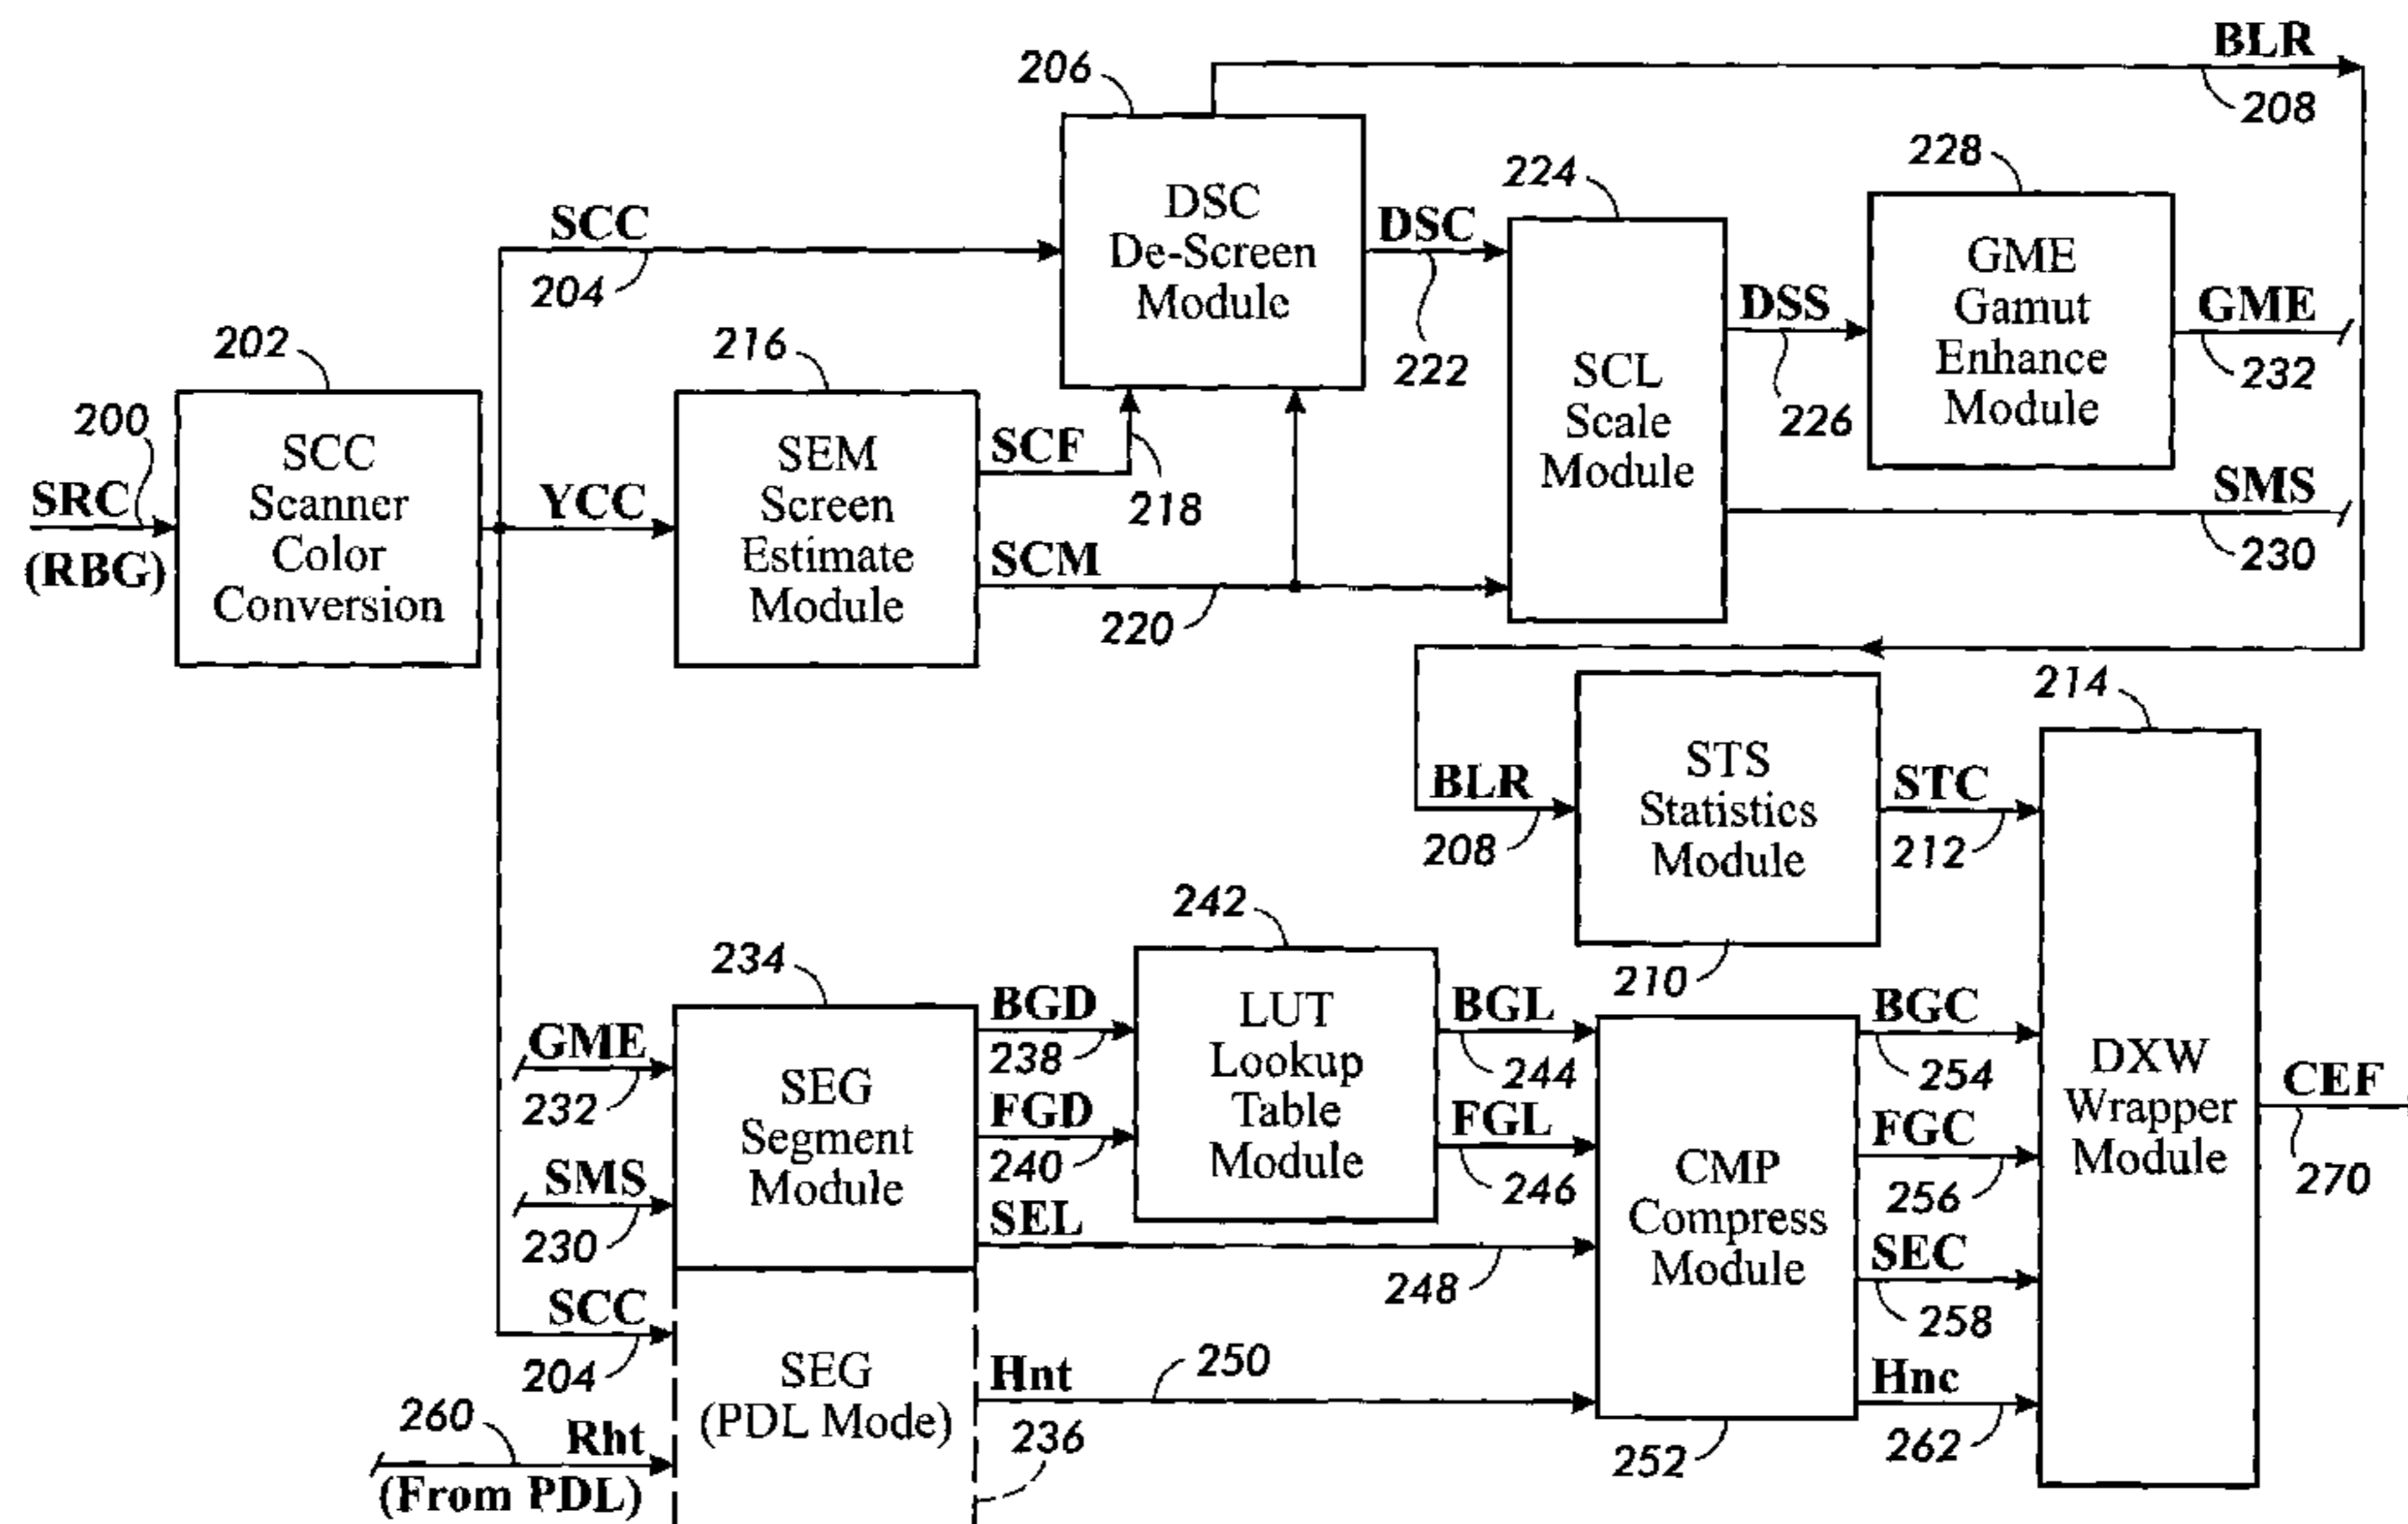 BLR
208
206
DSC
De-Screen
Module
SCC
204
DSC
222
224
SCL
Scale
Module
228
GME
Gamut
Enhance
Module
DSS
226
GME
232
SMS
230
200
SRC
(RBG)
202
SCC
Scanner
Color
Conversion
YCC
216
SEM
Screen
Estimate
Module
SCF
218
SCM
220
BLR
208
STS
Statistics
Module
210
STC
212
214
DXW
Wrapper
Module
CEF
270
GME
232
SMS
230
SCC
204
260
Rht
(From PDL)
234
SEG
Segment
Module
SEG
(PDL Mode)
236
BGD
238
FGD
240
SEL
248
Hnt
250
242
LUT
Lookup
Table
Module
BGL
244
FGL
246
CMP
Compress
Module
252
BGC
254
FGC
256
SEC
258
Hnc
262